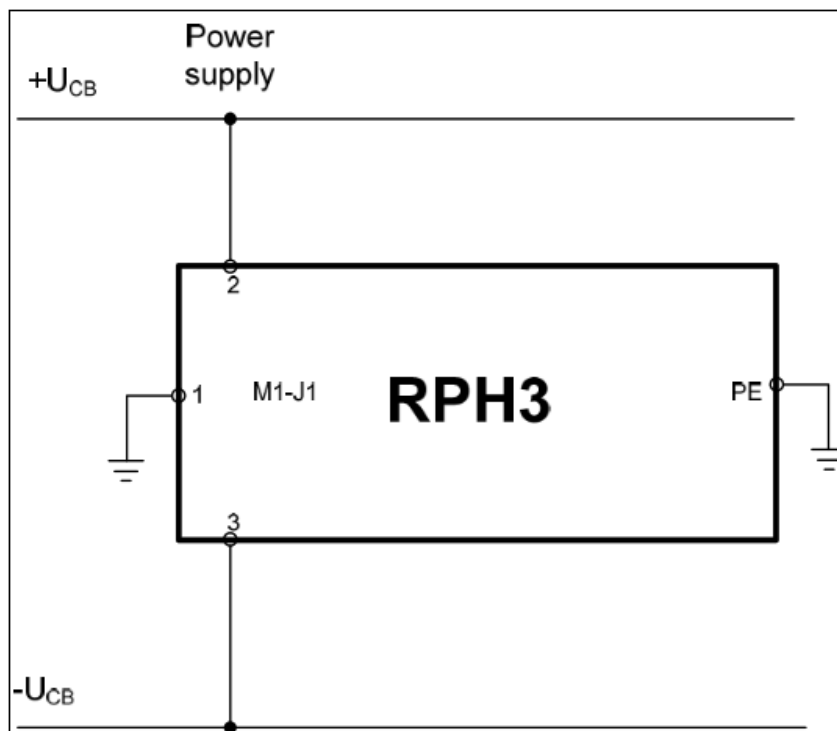 Power
supply
+UCB
2
1
M1-J1
RPH3
PE
3
-UCB